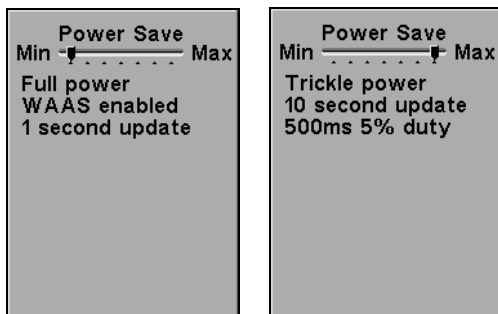 Power Save
Min Max
Full power
WAAS enabled
1 second update
Power Save
Min Max
Trickle power
10 second update
500ms 5% duty